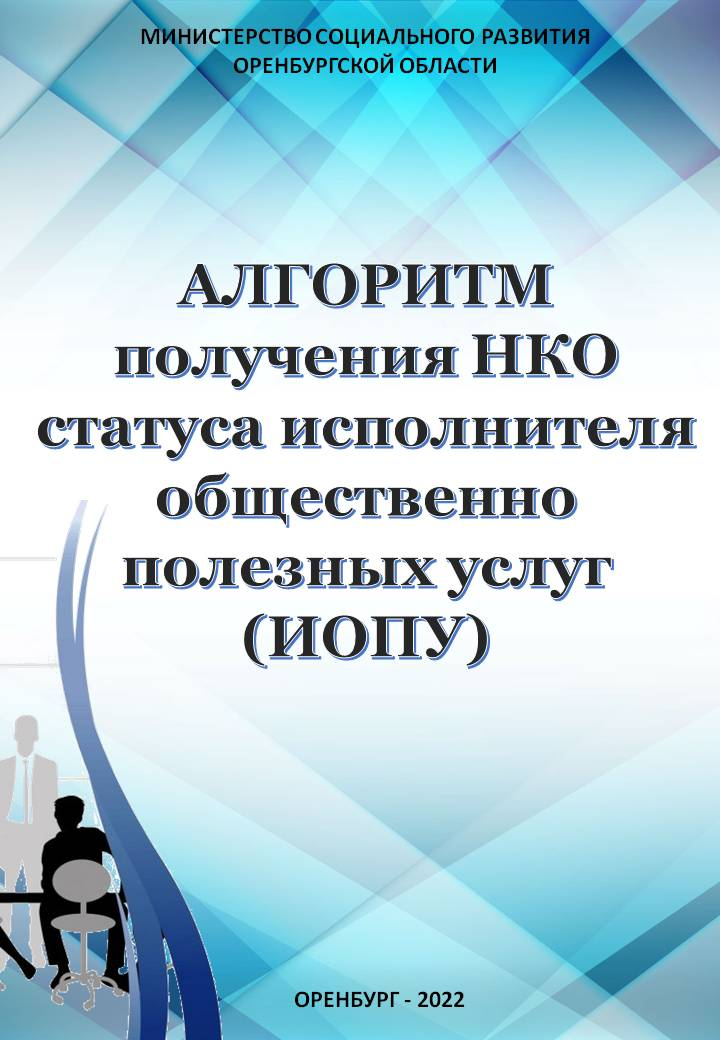 МИНИСТЕРСТВО СОЦИАЛЬНОГО РАЗВИТИЯ
ОРЕНБУРГСКОЙ ОБЛАСТИ
АЛГОРИТМ
получения НКО
статуса исполнителя
общественно
полезных услуг
(ИОПУ)
ОРЕНБУРГ - 2022